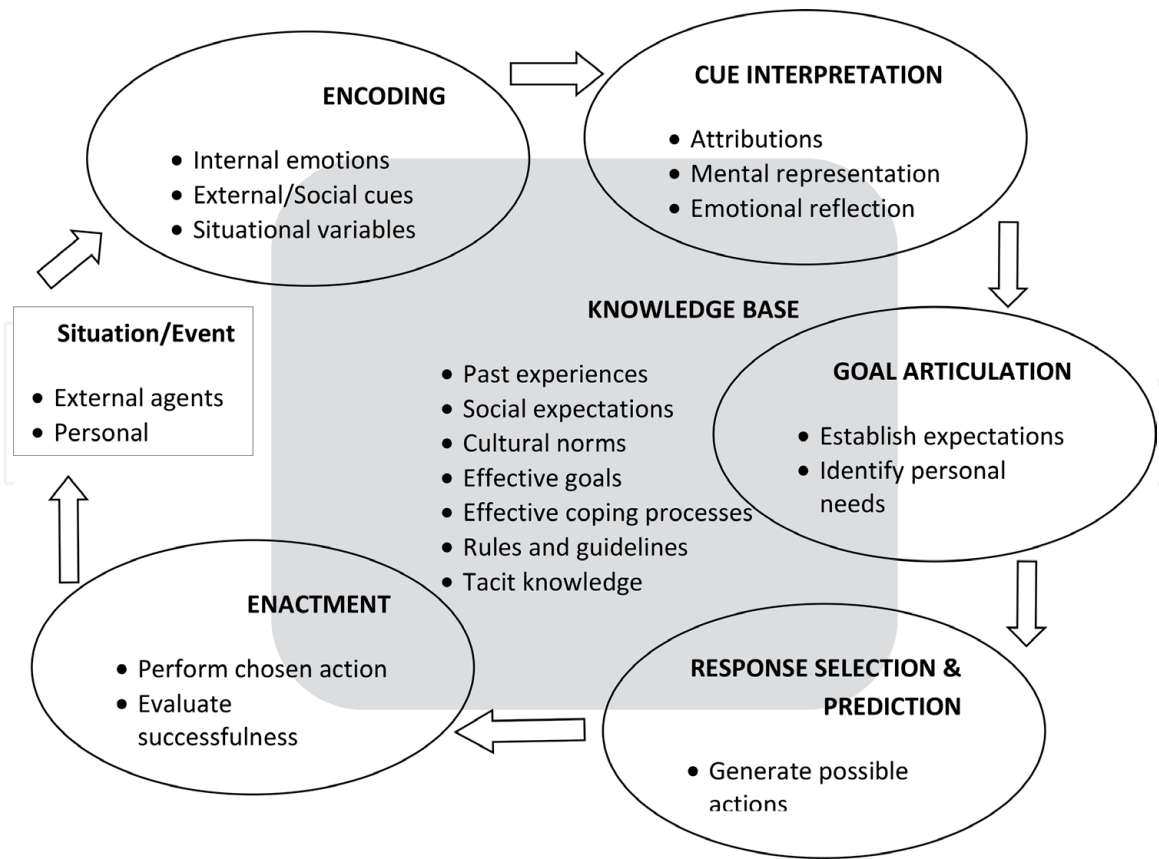 ENCODING
• Internal emotions
• External/Social cues
• Situational variables
CUE INTERPRETATION
• Attributions
• Mental representation
• Emotional reflection
Situation/Event
• External agents
• Personal
KNOWLEDGE BASE
• Past experiences
• Social expectations
• Cultural norms
• Effective goals
• Effective coping processes
• Rules and guidelines
• Tacit knowledge
GOAL ARTICULATION
• Establish expectations
• Identify personal
needs
ENACTMENT
• Perform chosen action
• Evaluate
successfulness
RESPONSE SELECTION &
PREDICTION
• Generate possible
actions